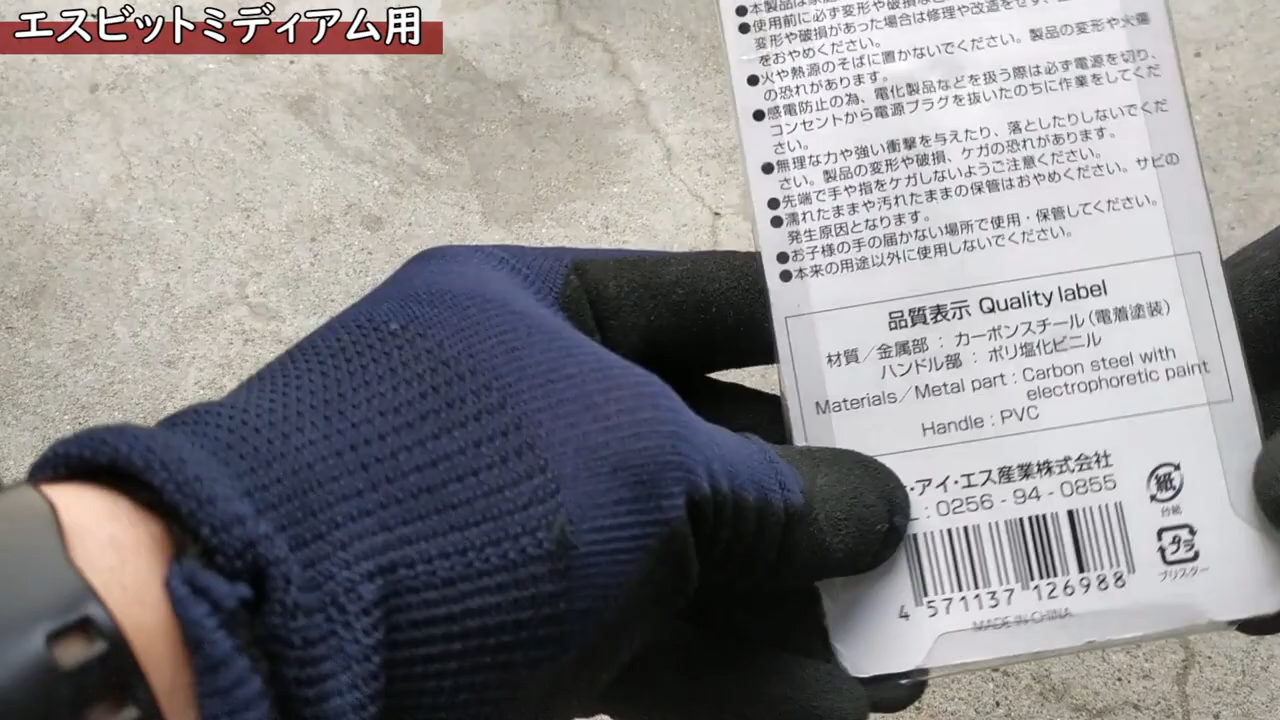 エスビットミディアム用
●本製品は家庭
●使用前に必ず変形や破損な
変形や破損があった場合は修理や改造をせず、
をおやめください。
●火や熱源のそばに置かないでください。製品の変形や火傷
の恐れがあります。
●感電防止の為、電化製品などを扱う際は必ず電源を切り、
コンセントから電源プラグを抜いたのちに作業をしてくだ
さい。
●無理な力や強い衝撃を与えたり、落としたりしないでくだ
さい。製品の変形や破損、ケガの恐れがあります。
●先端で手や指をケガしないようご注意ください。
●濡れたままや汚れたままの保管はおやめください。サビの
発生原因となります。
●お子様の手の届かない場所で使用・保管してください。
●本来の用途以外に使用しないでください。
品質表示 Quality label
材質／金属部 : カーボンスチール(電着塗装)
ハンドル部 : ポリ塩化ビニル
Materials／Metal part : Carbon steel with
electrophoretic paint
Handle : PVC
・アイ・エス産業株式会社
: 0256 - 94 - 0855
紙
台紙
プラ
ブリスター
4 571137 126988
MADE IN CHINA